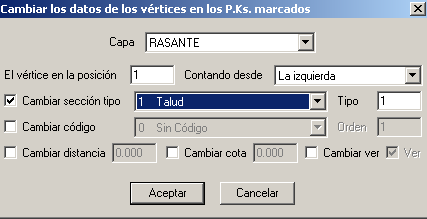 Cambiar los datos de los vértices en los P.Ks. marcados
Capa RASANTE
El vértice en la posición 1 Contando desde La izquierda
Cambiar sección tipo 1 Talud Tipo 1
Cambiar código 0 Sin Código Orden 1
Cambiar distancia 0.000 Cambiar cota 0.000 Cambiar ver Ver
Aceptar Cancelar